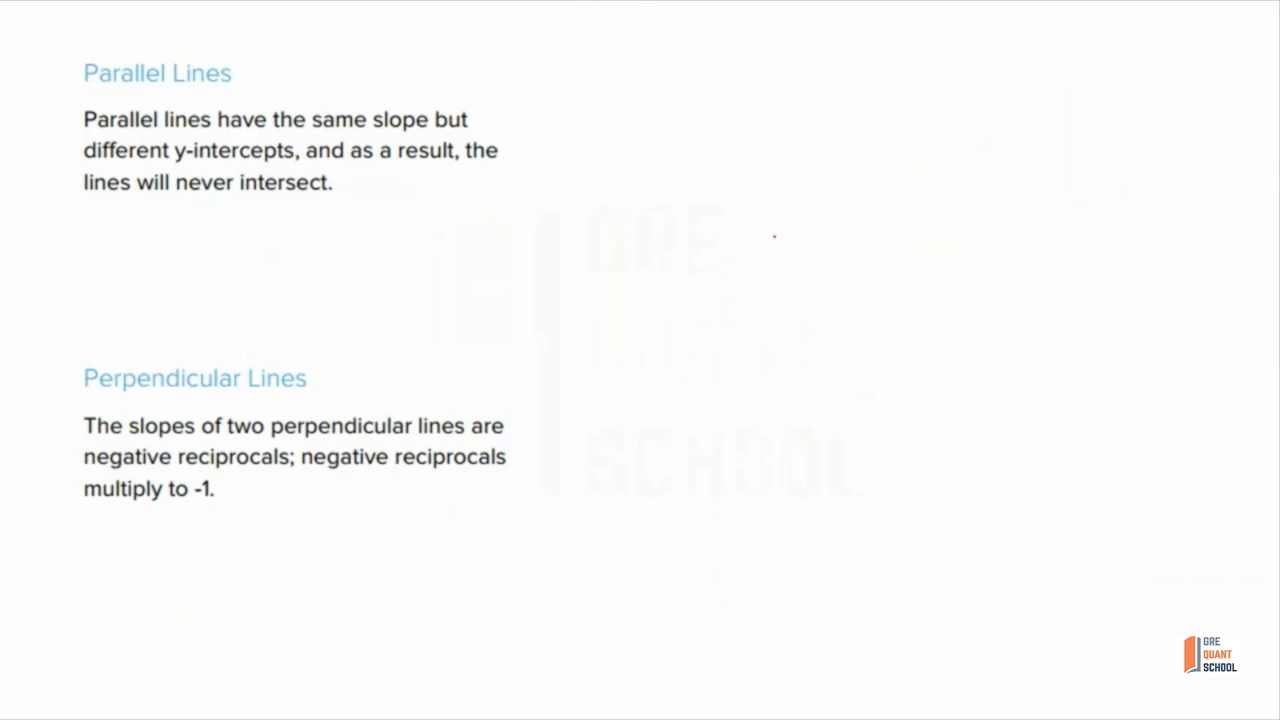 Parallel Lines
Parallel lines have the same slope but
different y-intercepts, and as a result, the
lines will never intersect.
GRE
SCHOOL
Perpendicular Lines
The slopes of two perpendicular lines are
negative reciprocals; negative reciprocals
multiply to -1.
GRE
QUANT
SCHOOL